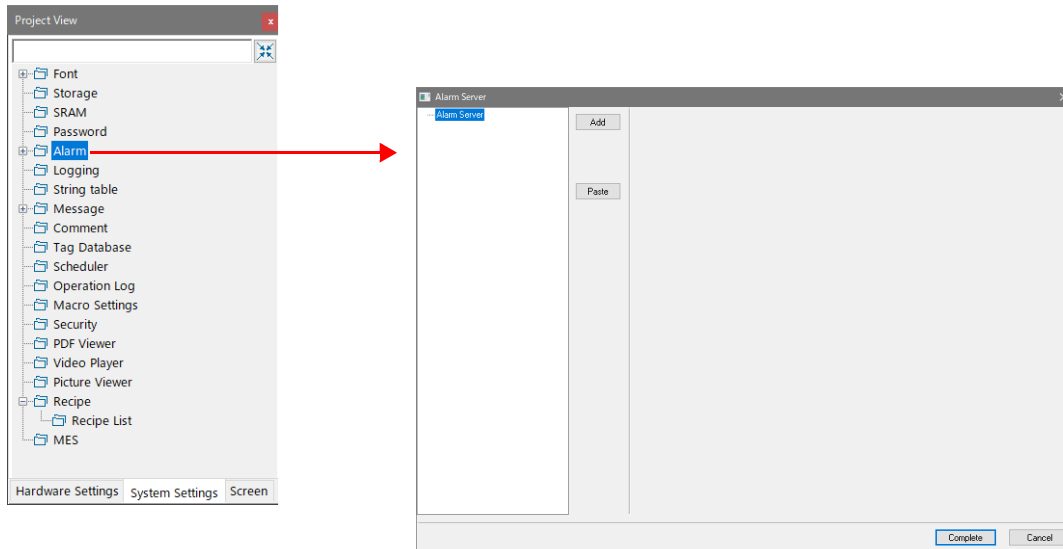 Project View
x
Font
Storage
SRAM
Password
Alarm
Logging
String table
Message
Comment
Tag Database
Scheduler
Operation Log
Macro Settings
Security
PDF Viewer
Video Player
Picture Viewer
Recipe
Recipe List
MES
Hardware Settings System Settings Screen
Alarm Server
Alarm Server
Add
Paste
Complete Cancel